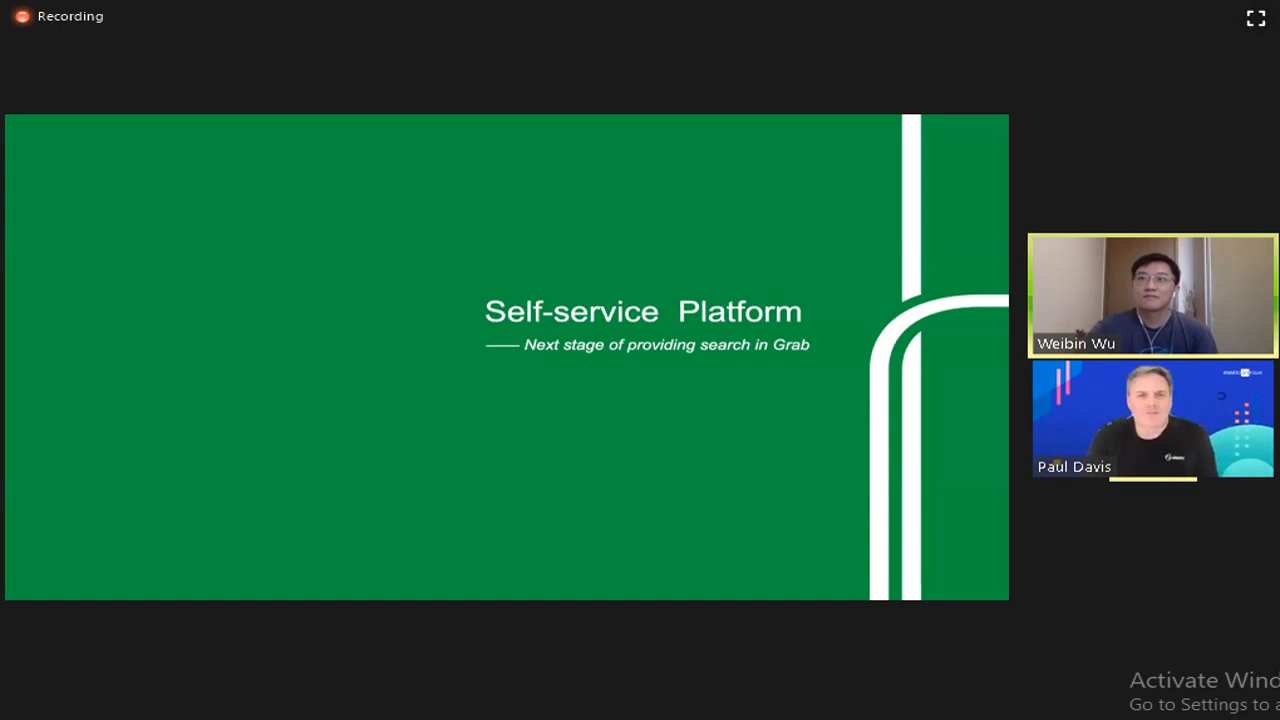 Recording
Self-service Platform
—— Next stage of providing search in Grab
Weibin Wu
Paul Davis
Activate Wind
Go to Settings to a